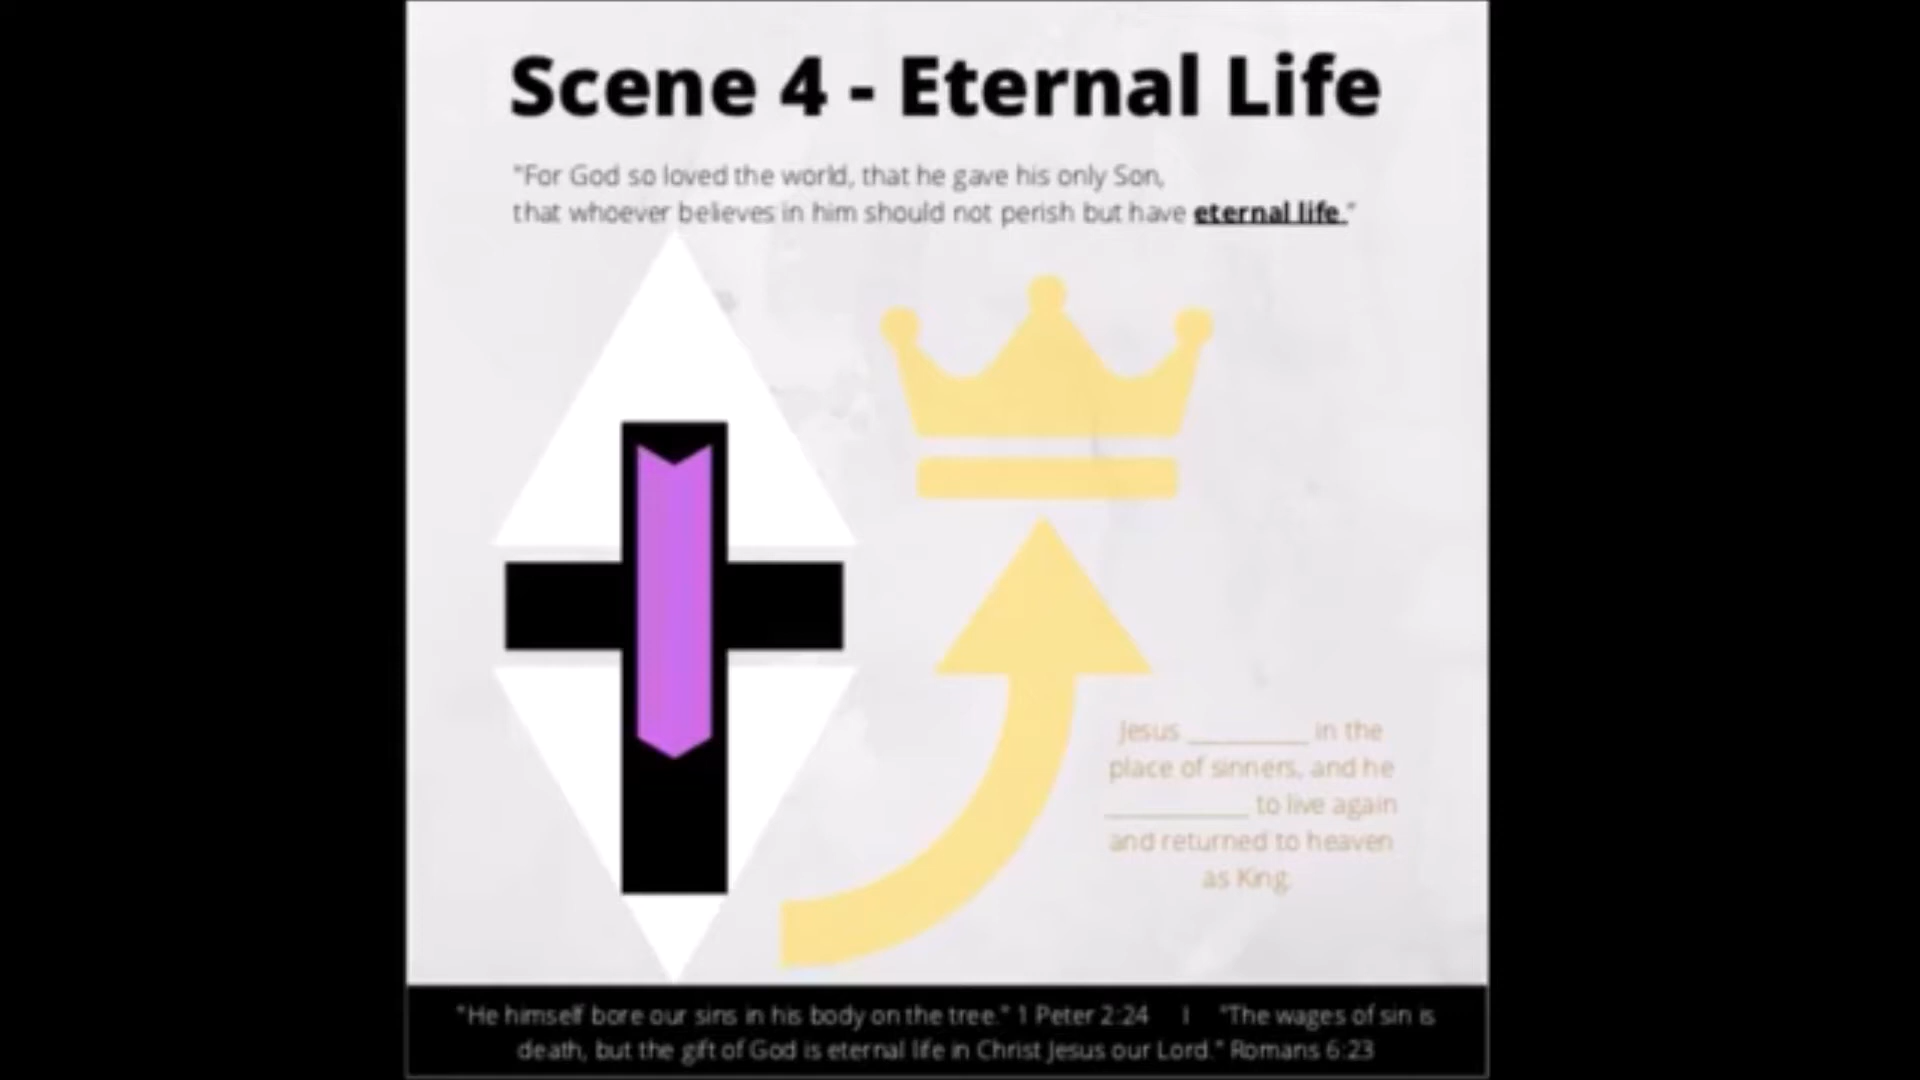 Scene 4 - Eternal Life
"For God so loved the world, that he gave his only Son,
that whoever believes in him should not perish but have eternal life."
Jesus _________ in the
place of sinners, and he
___________ to live again
and returned to heaven
as King.
"He himself bore our sins in his body on the tree." 1 Peter 2:24 I "The wages of sin is
death, but the gift of God is eternal life in Christ Jesus our Lord." Romans 6:23